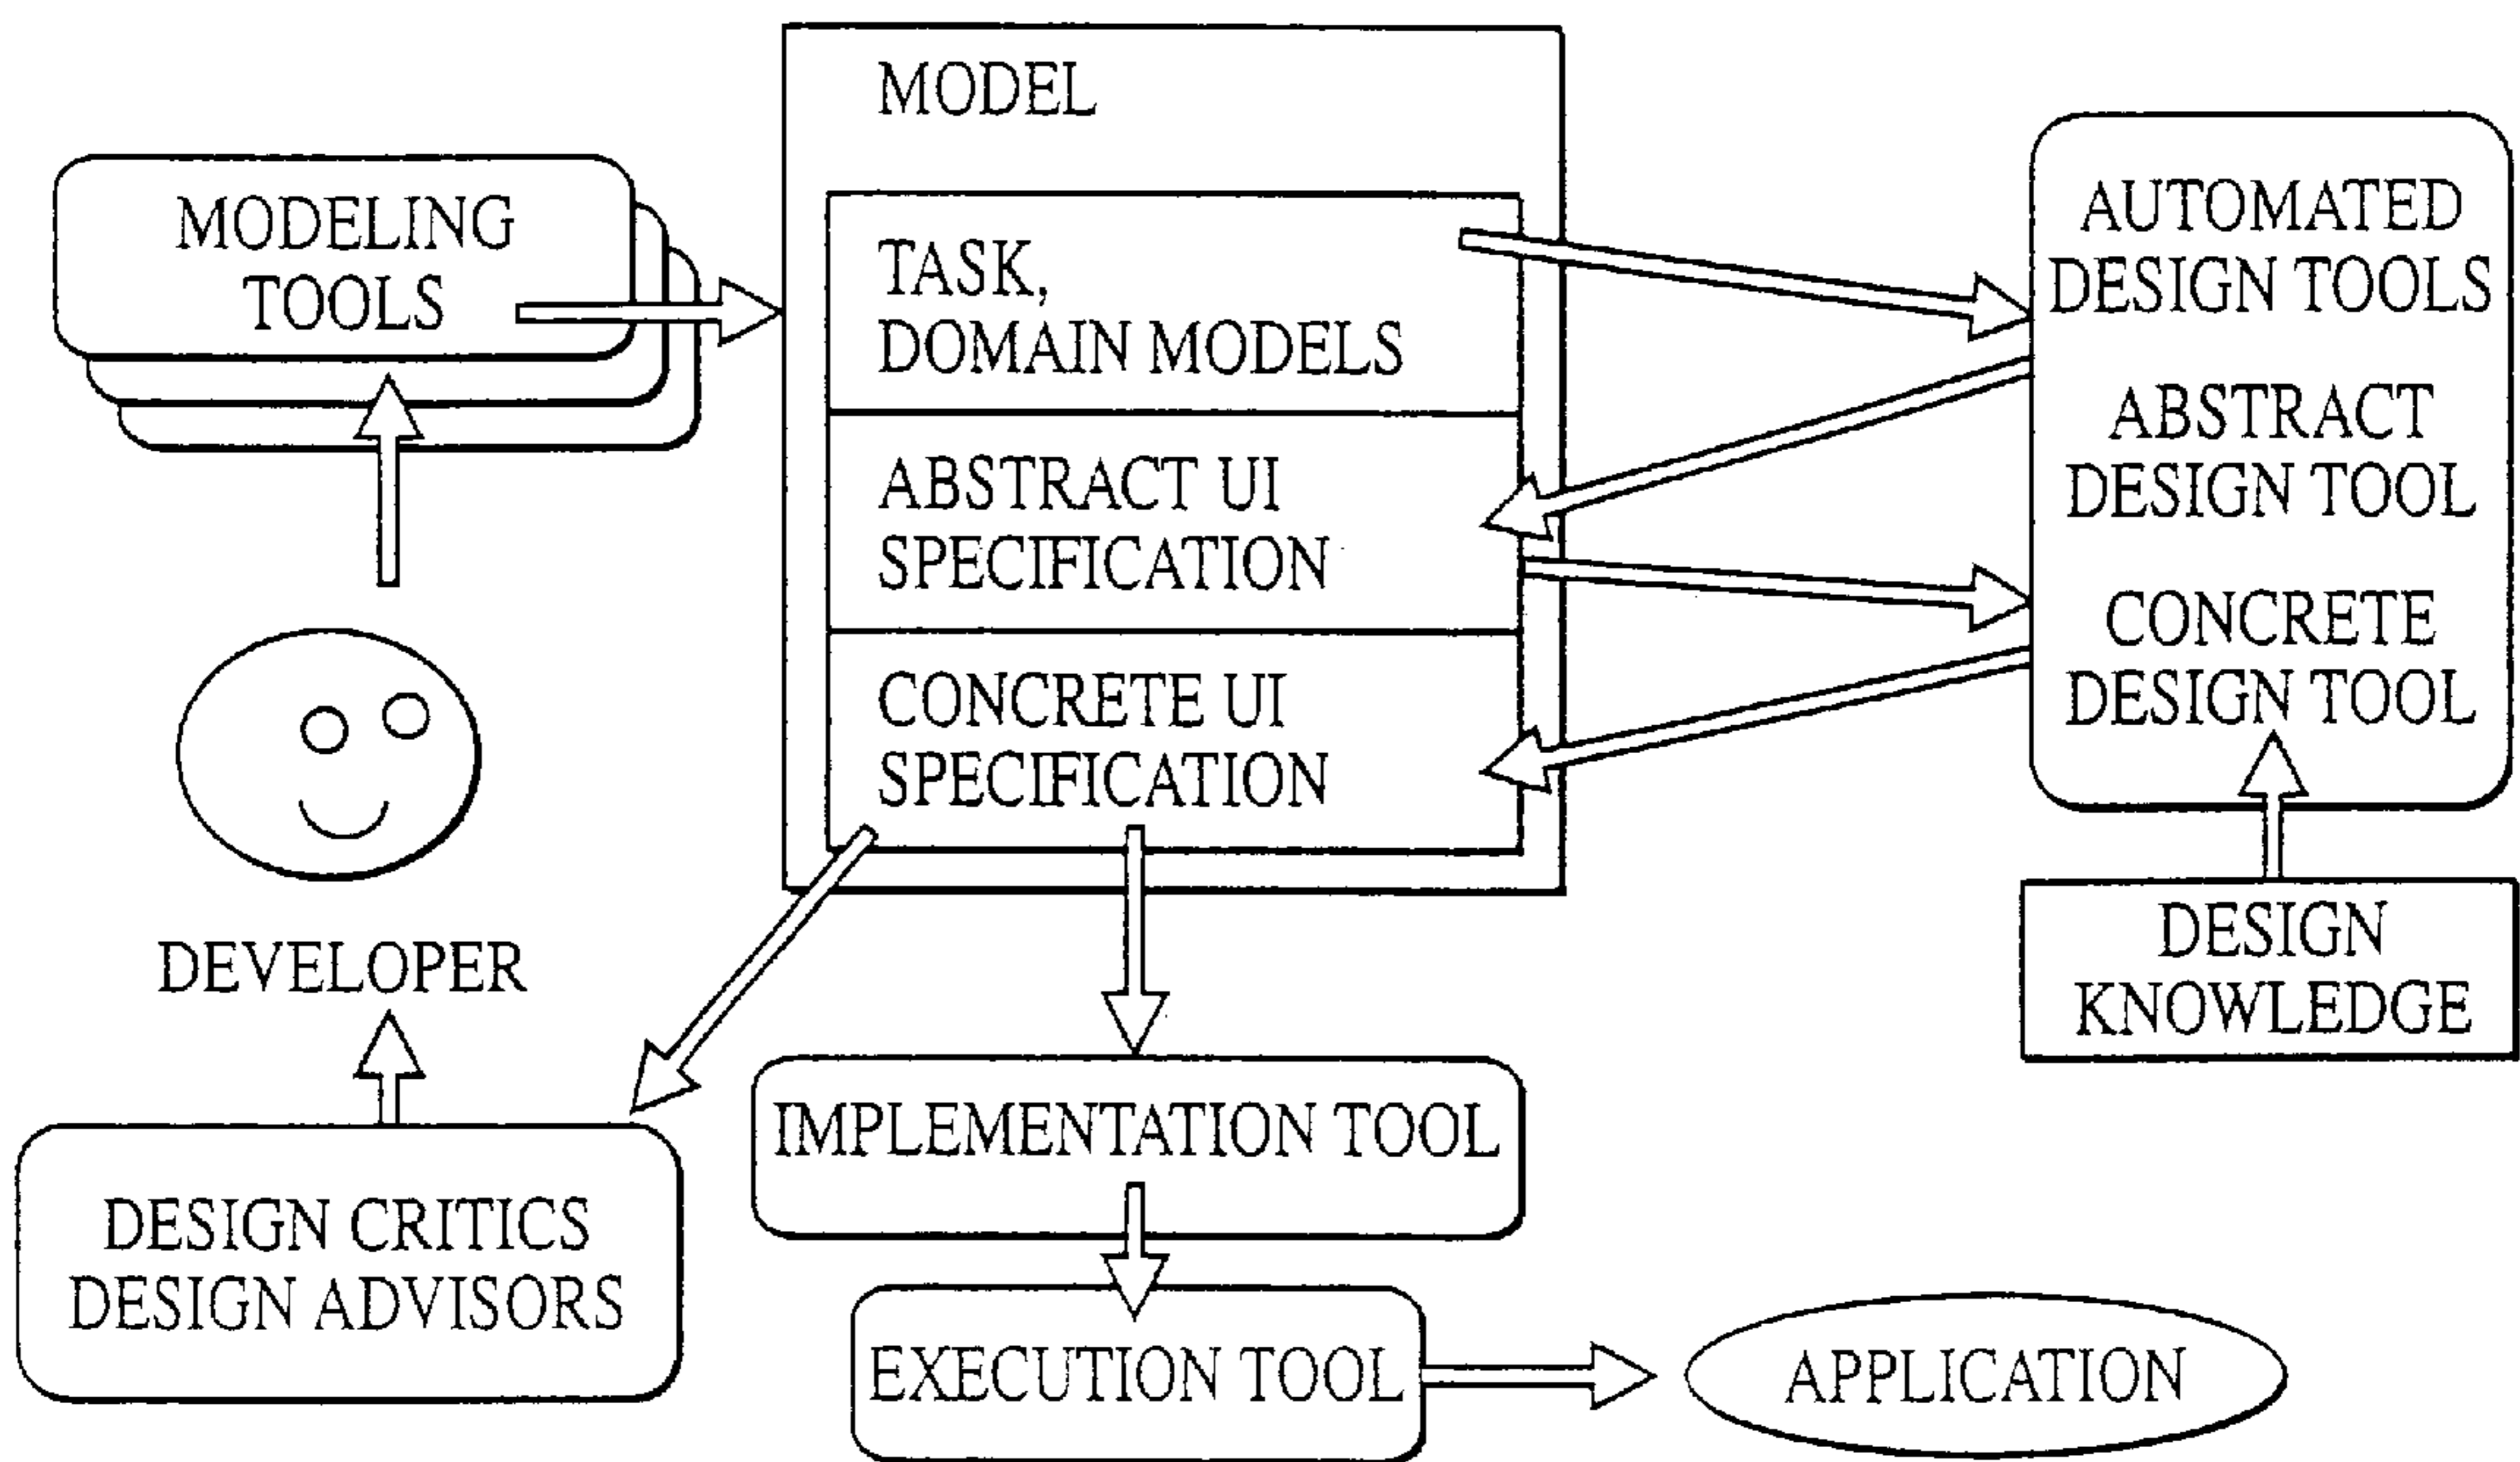 MODEL
MODELING
TOOLS
TASK,
DOMAIN MODELS
ABSTRACT UI
SPECIFICATION
CONCRETE UI
SPECIFICATION
AUTOMATED
DESIGN TOOLS
ABSTRACT
DESIGN TOOL
CONCRETE
DESIGN TOOL
DESIGN
KNOWLEDGE
DEVELOPER
DESIGN CRITICS
DESIGN ADVISORS
IMPLEMENTATION TOOL
EXECUTION TOOL
APPLICATION